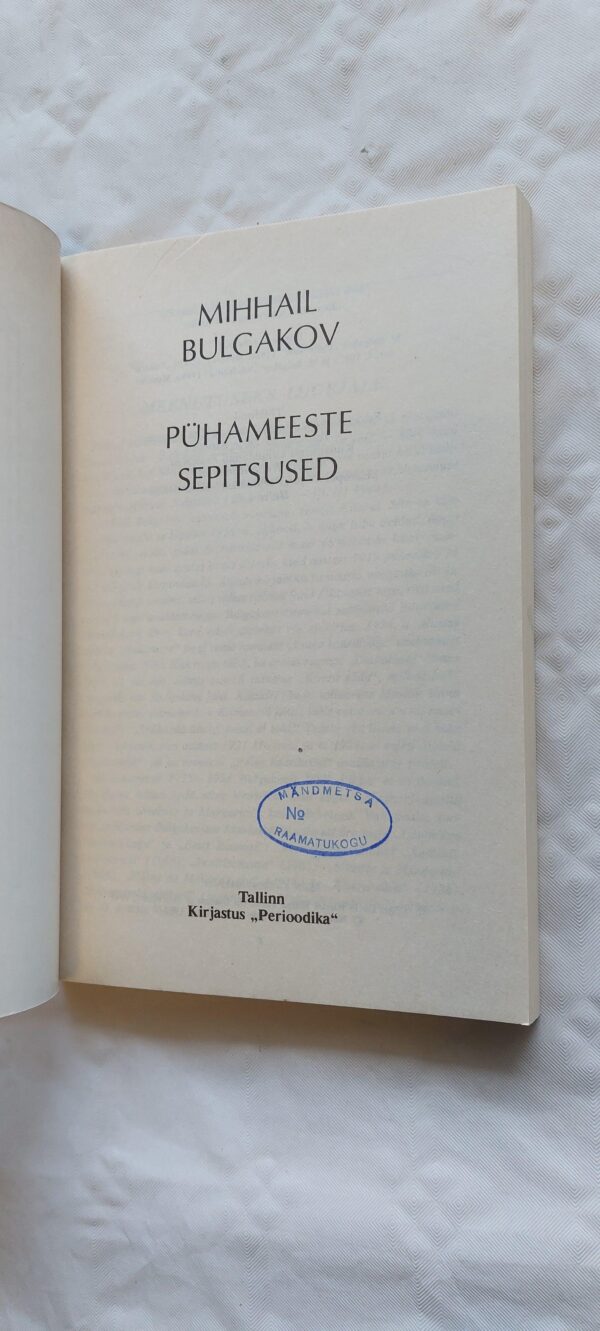 MIHHAIL
BULGAKOV
PÜHAMEESTE
SEPITSUSED
MÄNDMETSA
№
RAAMATUKOGU
Tallinn
Kirjastus „Perioodika“